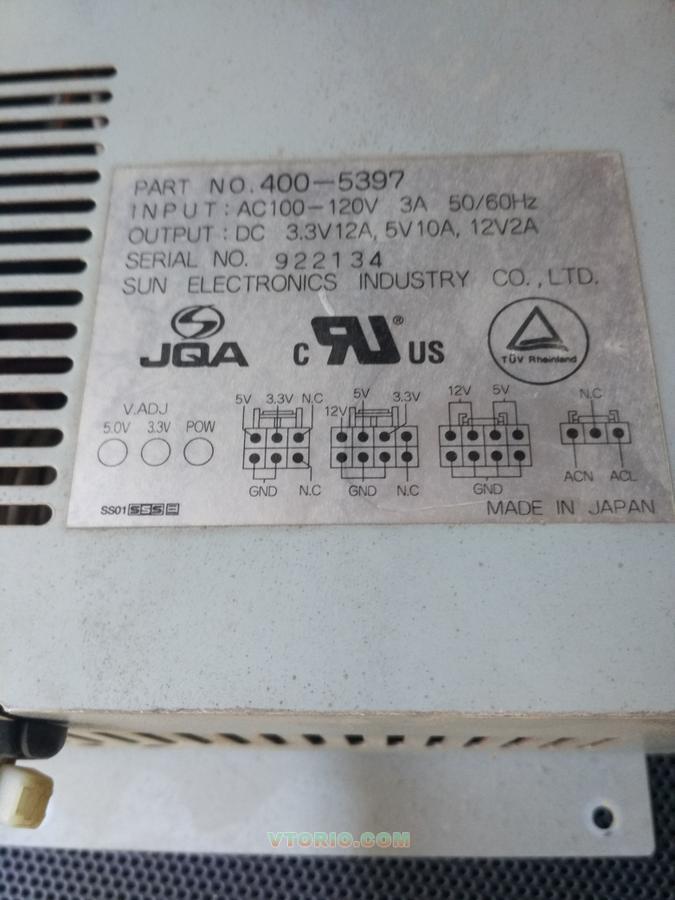 PART NO. 400-5397
INPUT : AC100-120V 3A 50/60Hz
OUTPUT : DC 3.3V12A, 5V10A, 12V2A
SERIAL NO. 922134
SUN ELECTRONICS INDUSTRY CO., LTD.
JQA
C RU ® US
TÜV Rheinland
V.ADJ
5.0V 3.3V POW
5V 3.3V N.C
GND N.C
12V 5V 3.3V
GND N.C
12V 5V
GND
N.C
ACN ACL
SS01
MADE IN JAPAN
VTORIO.COM